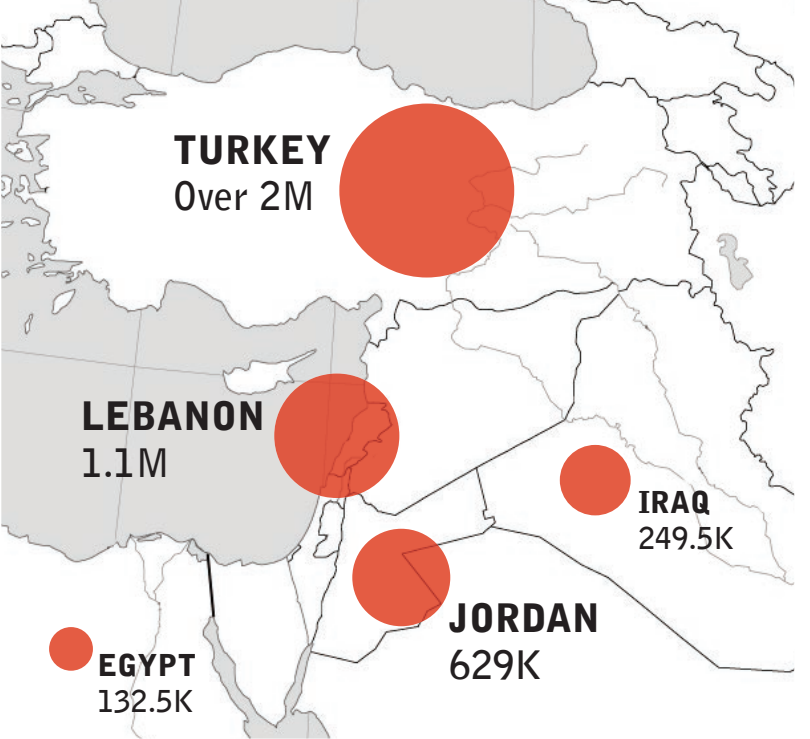 TURKEY
Over 2M
LEBANON
1.1M
IRAQ
249.5K
JORDAN
629K
EGYPT
132.5K